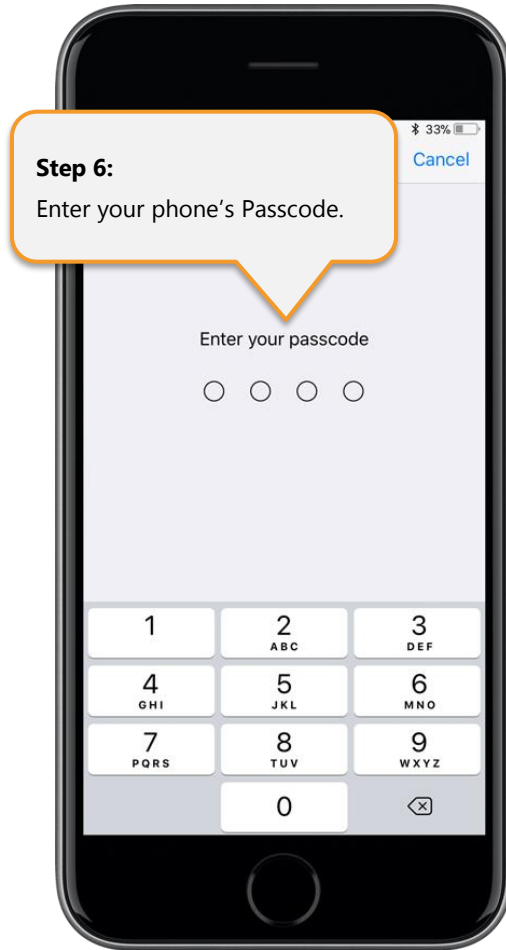 33%
Cancel
Step 6:
Enter your phone’s Passcode.
Enter your passcode
1 2 3
ABC DEF
4 5 6
GHI JKL MNO
7 8 9
PQRS TUV WXYZ
0